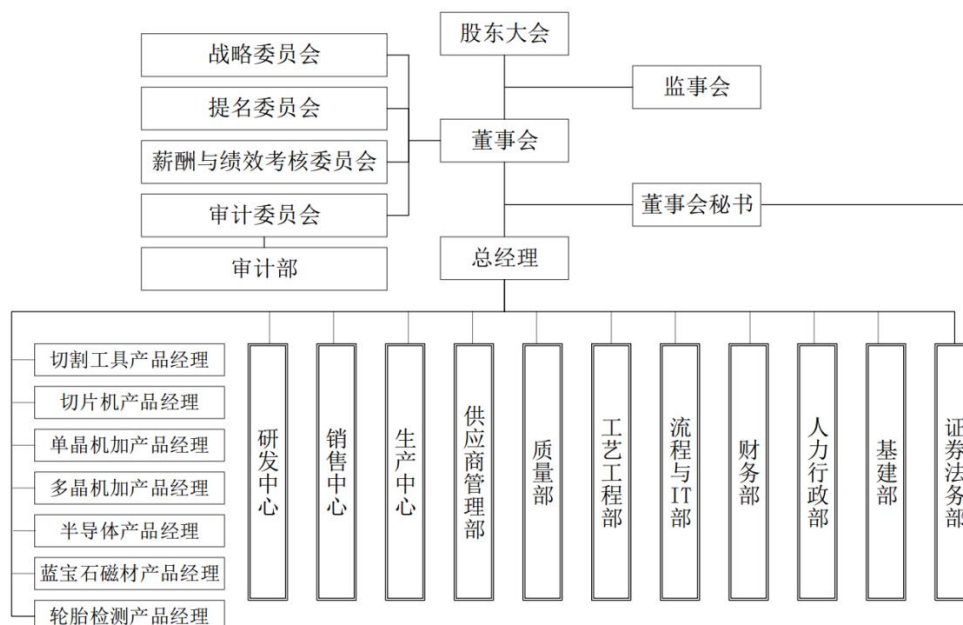 股东大会
战略委员会
监事会
提名委员会
董事会
薪酬与绩效考核委员会
董事会秘书
审计委员会
总经理
审计部
切割工具产品经理
切片机产品经理
单晶机加产品经理
多晶机加产品经理
半导体产品经理
蓝宝石磁材产品经理
轮胎检测产品经理
研发中心
销售中心
生产中心
供应商管理部
质量部
工艺工程部
流程与IT部
财务部
人力行政部
基建部
证券法务部